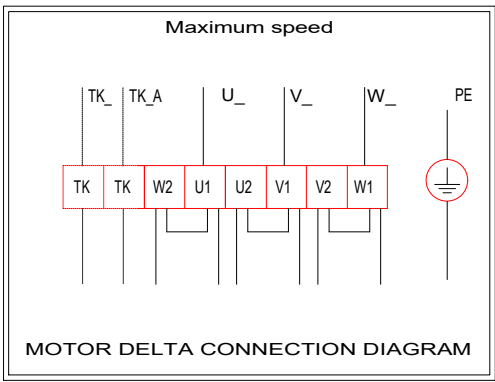 Maximum speed
TK_ TK_A U_ V_ W_ PE
TK TK W2 U1 U2 V1 V2 W1
MOTOR DELTA CONNECTION DIAGRAM